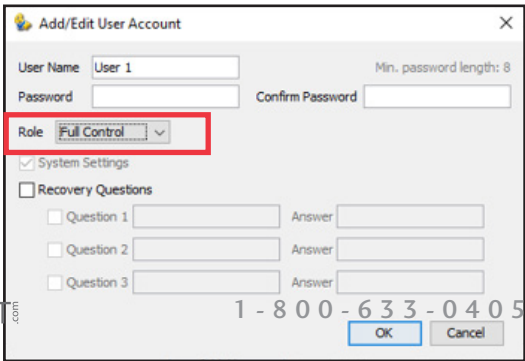 Add/Edit User Account
User Name User 1 Min. password length: 8
Password Confirm Password
Role Full Control
System Settings
Recovery Questions
Question 1 Answer
Question 2 Answer
Question 3 Answer
T .com 1-800-633-0405
OK Cancel